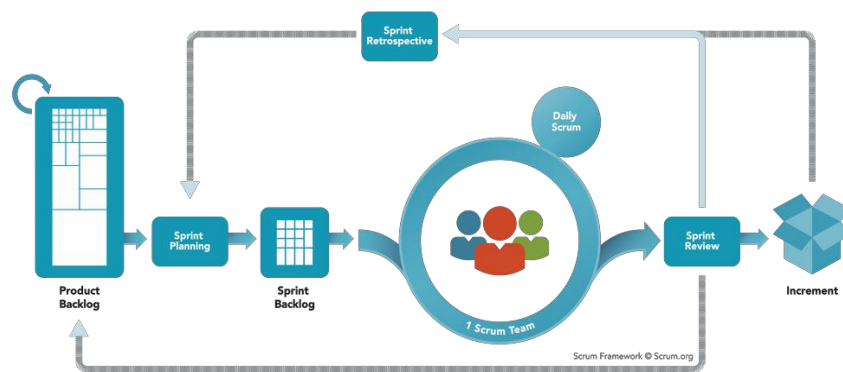 Sprint
Retrospective
Daily
Scrum
Sprint
Planning
Sprint
Review
Product
Backlog
Sprint
Backlog
1 Scrum Team
Increment
Scrum Framework © Scrum.org